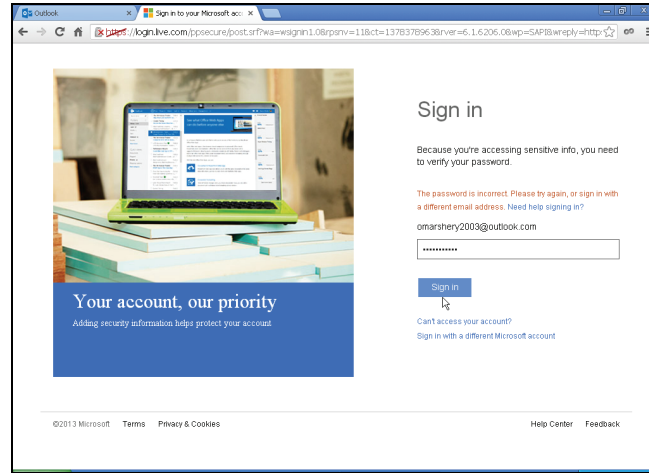 Outlook
Sign in to your Microsoft acc
https://login.live.com/ppsecure/post.srf?wa=wsignin1.0&rpsnv=11&ct=1378378963&rver=6.1.6206.0&wp=SAPI&wreply=http:
Sign in
Because you're accessing sensitive info, you need
to verify your password.
The password is incorrect. Please try again, or sign in with
a different email address. Need help signing in?
omarshery2003@outlook.com
Sign in
Can't access your account?
Sign in with a different Microsoft account
Your account, our priority
Adding security information helps protect your account
©2013 Microsoft Terms Privacy & Cookies Help Center Feedback